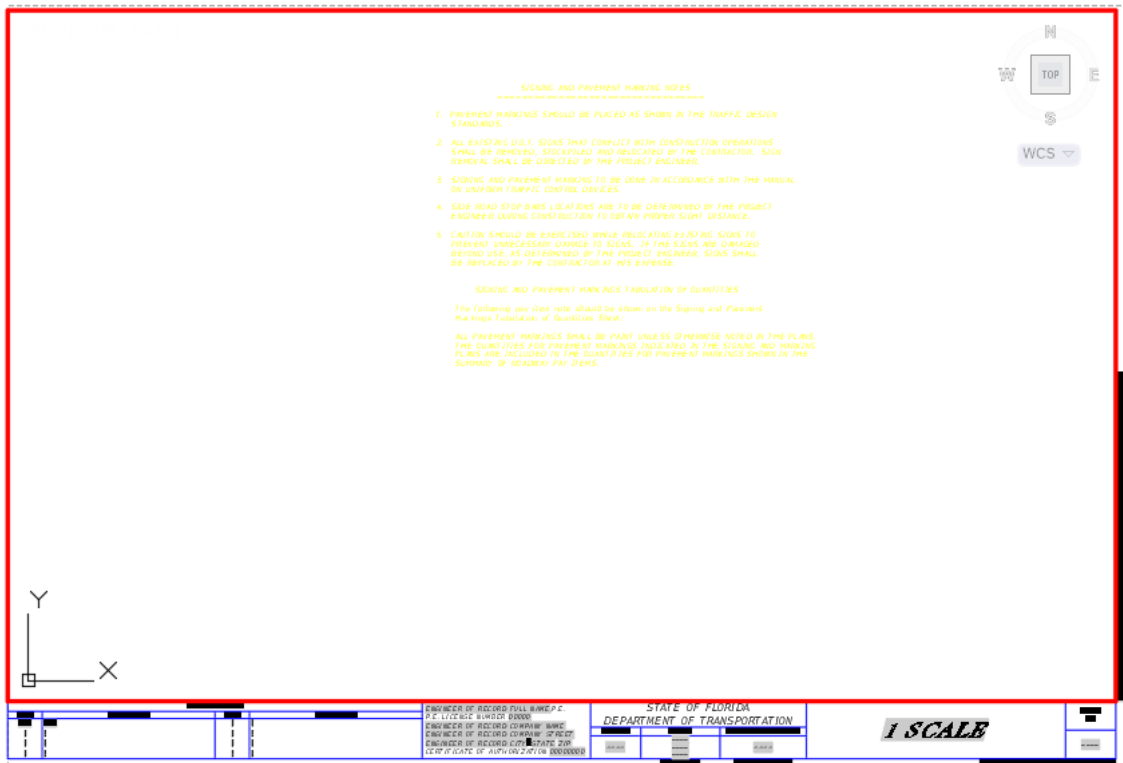 N
W
TOP
E
S
WCS
SIGNING AND PAVEMENT MARKING NOTES
1. PAVEMENT MARKINGS SHOULD BE PLACED AS SHOWN IN THE TRAFFIC DESIGN
STANDARDS.
2. ALL EXISTING D.O.T. SIGNS THAT CONFLICT WITH CONSTRUCTION OPERATIONS
SHALL BE REMOVED, STOCKPILED AND RELOCATED BY THE CONTRACTOR. SIGN
REMOVAL SHALL BE DIRECTED BY THE PROJECT ENGINEER.
3. SIGNING AND PAVEMENT MARKING TO BE DONE IN ACCORDANCE WITH THE MANUAL
ON UNIFORM TRAFFIC CONTROL DEVICES.
4. SIDE ROAD STOP BARS LOCATIONS ARE TO BE DETERMINED BY THE PROJECT
ENGINEER DURING CONSTRUCTION TO OBTAIN PROPER SIGHT DISTANCE.
5. CAUTION SHOULD BE EXERCISED WHILE RELOCATING EXISTING SIGNS TO
PREVENT UNNECESSARY DAMAGE TO SIGNS. IF THE SIGNS ARE DAMAGED
BEYOND USE, AS DETERMINED BY THE PROJECT ENGINEER, SIGNS SHALL
BE REPLACED BY THE CONTRACTOR AT HIS EXPENSE.
SIGNING AND PAVEMENT MARKINGS TABULATION OF QUANTITIES
The following pay item note should be shown on the Signing and Pavement
Markings Tabulation of Quantities Sheet:
ALL PAVEMENT MARKINGS SHALL BE PAINT UNLESS OTHERWISE NOTED IN THE PLANS.
THE QUANTITIES FOR PAVEMENT MARKINGS INDICATED IN THE SIGNING AND MARKING
PLANS ARE INCLUDED IN THE QUANTITIES FOR PAVEMENT MARKINGS SHOWN IN THE
SUMMARY OF ROADWAY PAY ITEMS.
Y
X
ENGINEER OF RECORD FULL NAME, P.E.
P.E. LICENSE NUMBER 00000
ENGINEER OF RECORD COMPANY NAME
ENGINEER OF RECORD COMPANY STREET
ENGINEER OF RECORD CITY STATE ZIP
CERTIFICATE OF AUTHORIZATION 00000000
STATE OF FLORIDA
DEPARTMENT OF TRANSPORTATION
1 SCALE